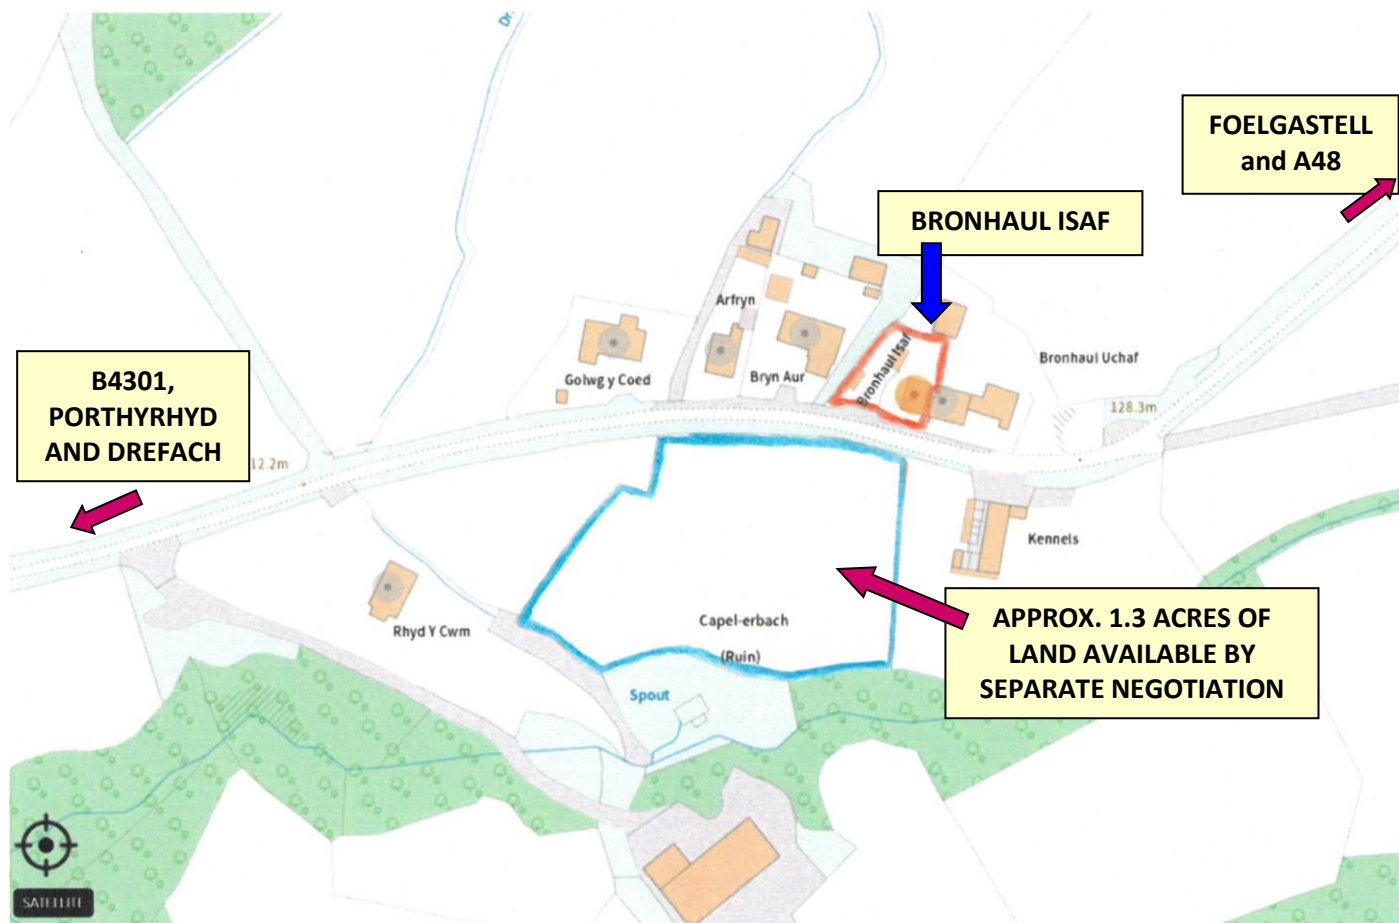 Dr
FOELGASTELL
and A48
BRONHAUL ISAF
Arfryn
Bronhaul Isaf
Bronhaul Uchaf
B4301,
PORTHYRHYD
AND DREFACH
Golwg y Coed
Bryn Aur
128.3m
12.2m
Kennels
Rhyd Y Cwm
Capel-erbach
(Ruin)
APPROX. 1.3 ACRES OF
LAND AVAILABLE BY
SEPARATE NEGOTIATION
Spout
SATELLITE